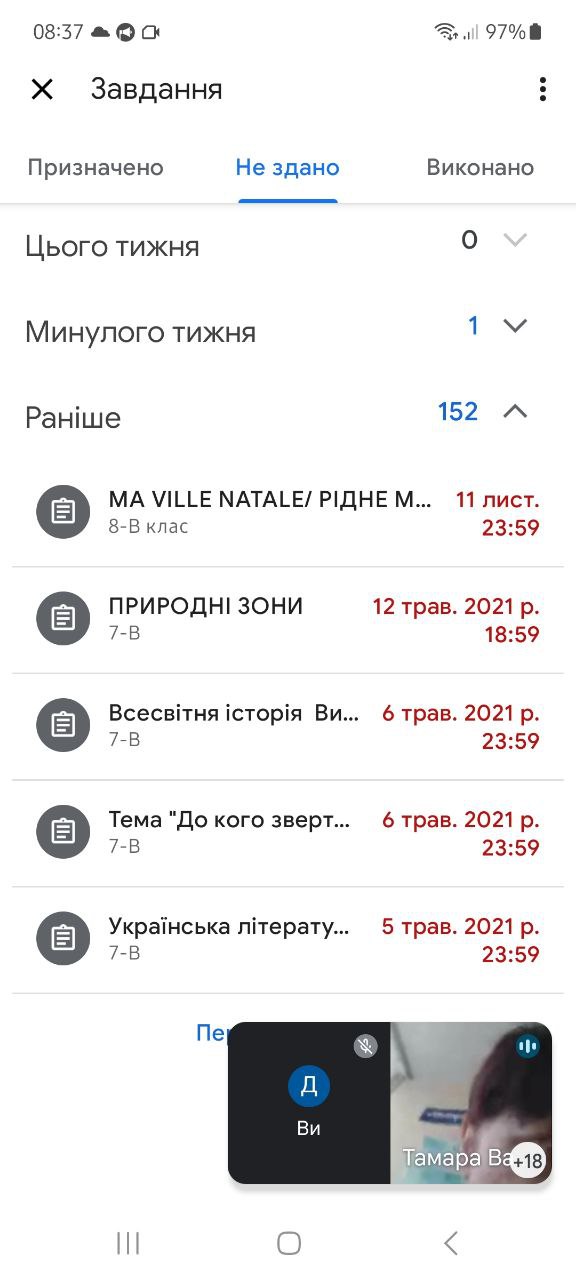 08:37 97%
Завдання
Призначено Не здано Виконано
Цього тижня 0
Минулого тижня 1
Раніше 152
MA VILLE NATALE/ РІДНЕ М... 11 лист.
8-В клас 23:59
ПРИРОДНІ ЗОНИ 12 трав. 2021 р.
7-В 18:59
Всесвітня історія Ви... 6 трав. 2021 р.
7-В 23:59
Тема "До кого зверт... 6 трав. 2021 р.
7-В 23:59
Українська літерату... 5 трав. 2021 р.
7-В 23:59
Д
Ви
Тамара Ва
+18